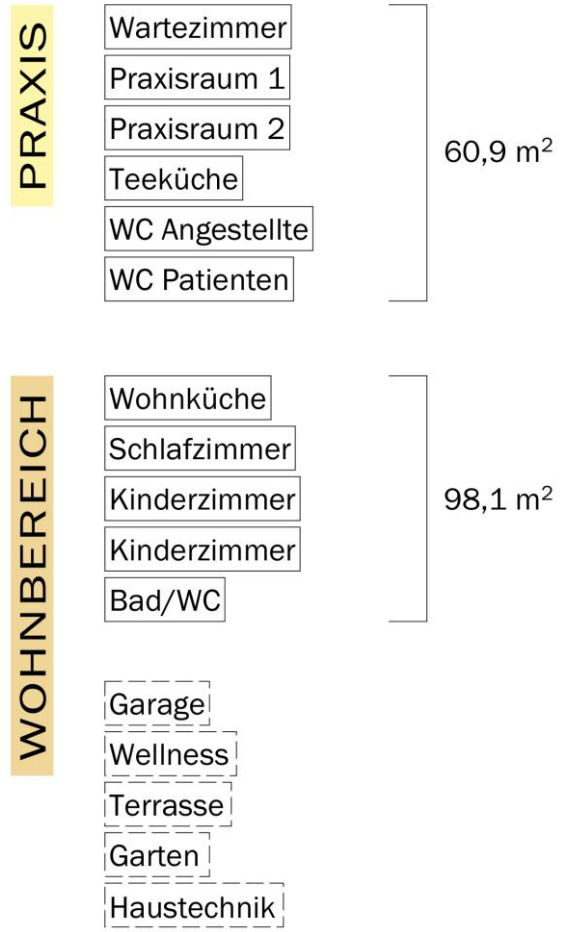 PRAXIS
Wartezimmer
Praxisraum 1
Praxisraum 2
Teeküche
WC Angestellte
WC Patienten
60,9 m²
WOHNBEREICH
Wohnküche
Schlafzimmer
Kinderzimmer
Kinderzimmer
Bad/WC
98,1 m²
Garage
Wellness
Terrasse
Garten
Haustechnik